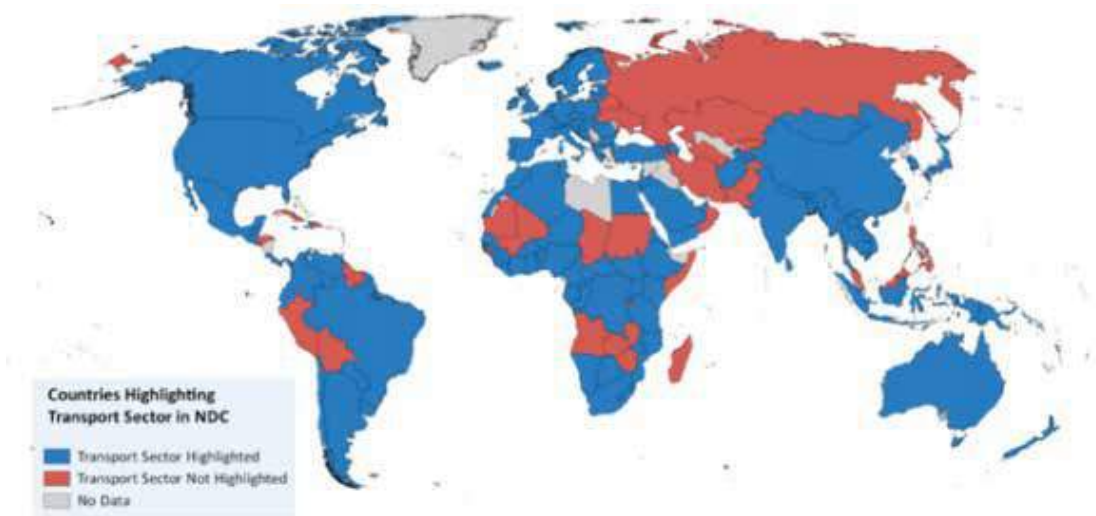 Countries Highlighting
Transport Sector in NDC
Transport Sector Highlighted
Transport Sector Not Highlighted
No Data